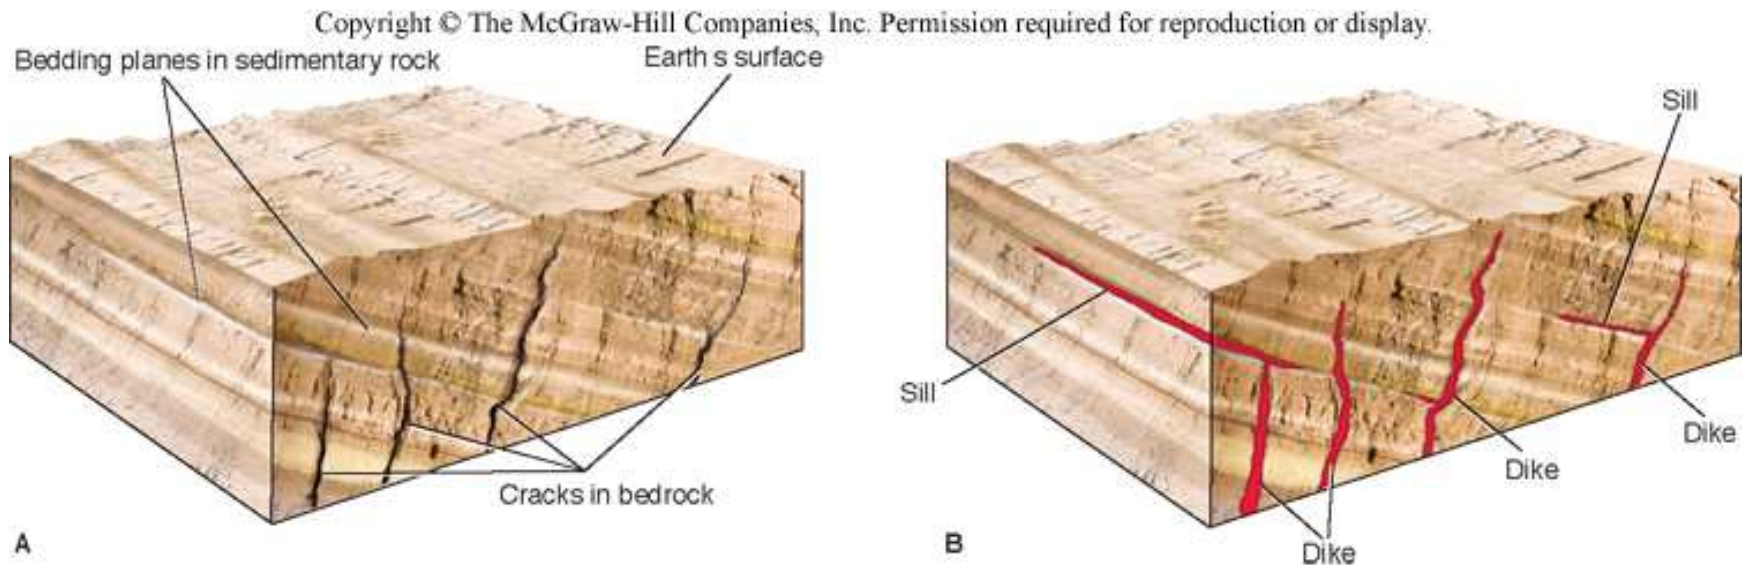 Copyright © The McGraw-Hill Companies, Inc. Permission required for reproduction or display.
Bedding planes in sedimentary rock
Earth s surface
Cracks in bedrock
A
Sill
Sill
Dike
Dike
Dike
B